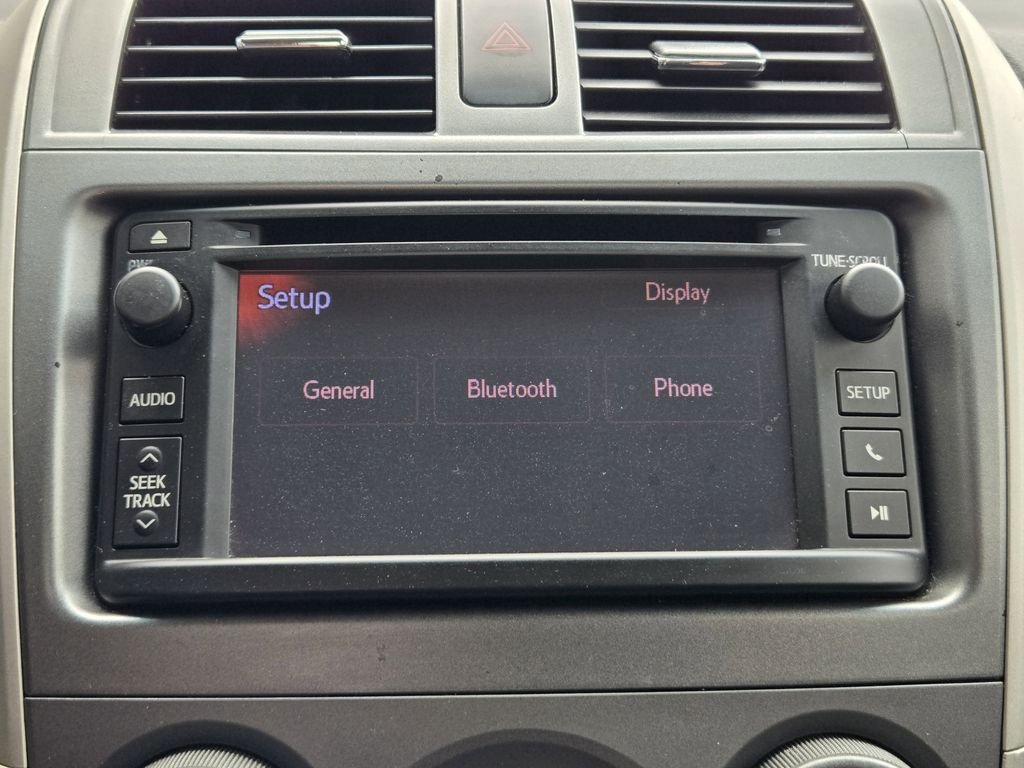 TUNE·SCROLL
Setup
Display
General
Bluetooth
Phone
AUDIO
SEEK
TRACK
SETUP